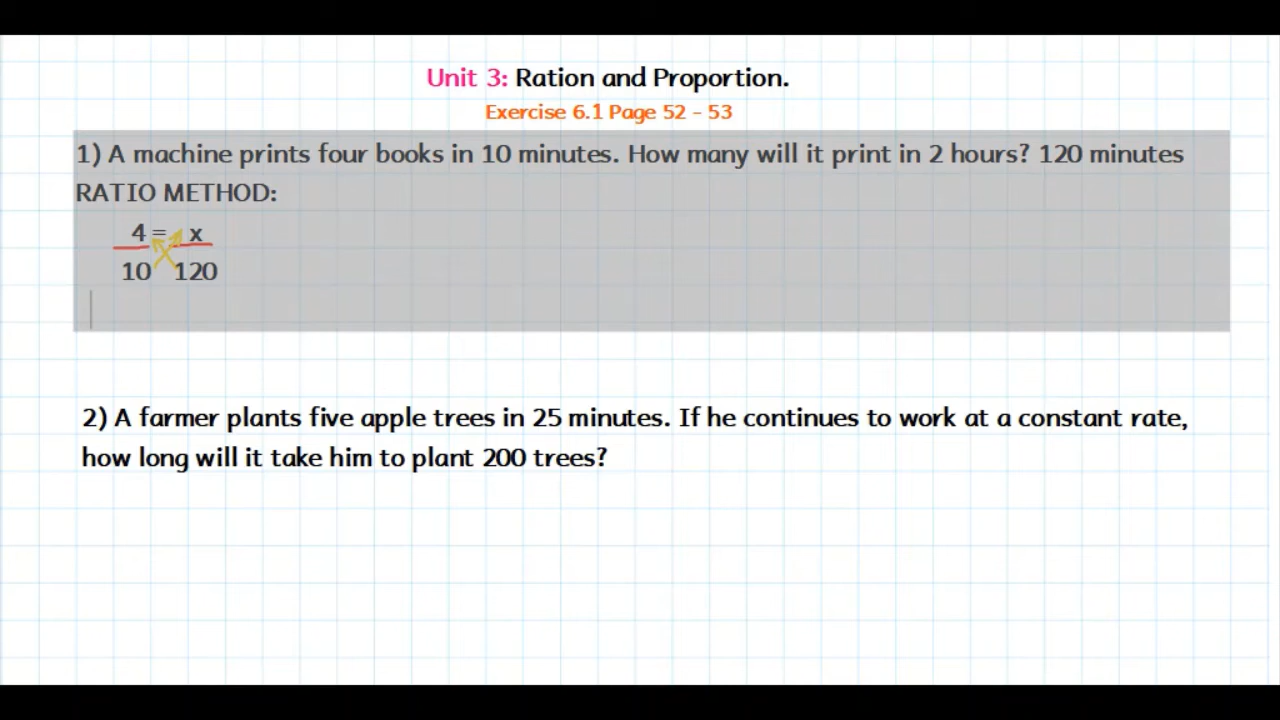 Unit 3: Ration and Proportion.
Exercise 6.1 Page 52 - 53
1) A machine prints four books in 10 minutes. How many will it print in 2 hours? 120 minutes
RATIO METHOD:
4 = x
10 120
2) A farmer plants five apple trees in 25 minutes. If he continues to work at a constant rate,
how long will it take him to plant 200 trees?